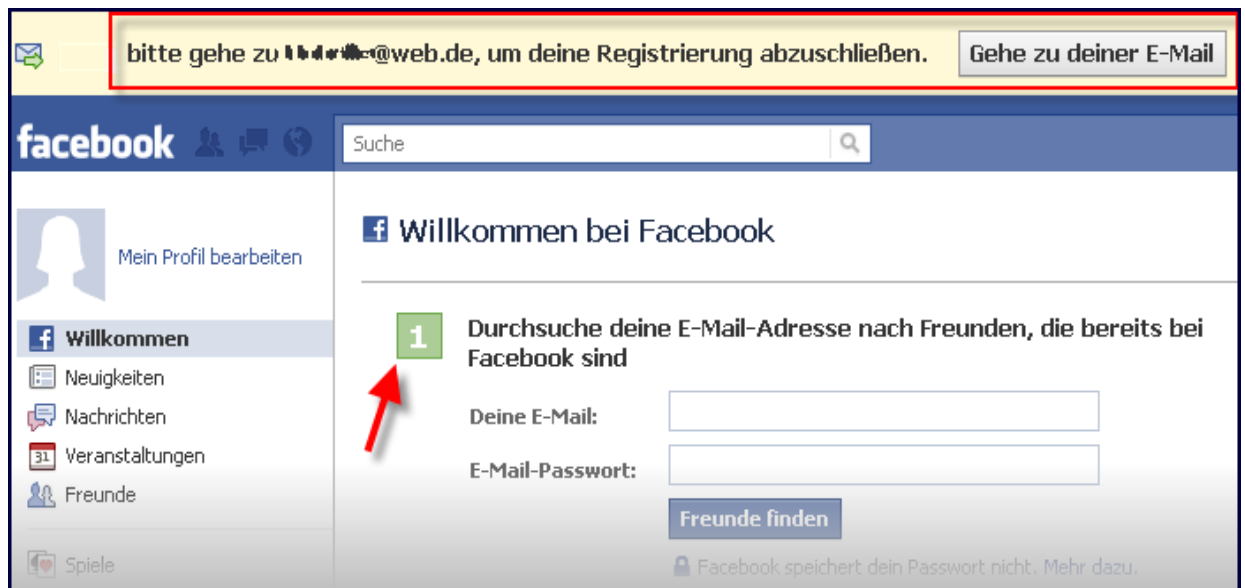 bitte gehe zu @web.de, um deine Registrierung abzuschließen.
Gehe zu deiner E-Mail
facebook
Suche
Mein Profil bearbeiten
Willkommen bei Facebook
Willkommen
Neuigkeiten
Nachrichten
31
Veranstaltungen
Freunde
Spiele
1
Durchsuche deine E-Mail-Adresse nach Freunden, die bereits bei
Facebook sind
Deine E-Mail:
E-Mail-Passwort:
Freunde finden
Facebook speichert dein Passwort nicht. Mehr dazu.